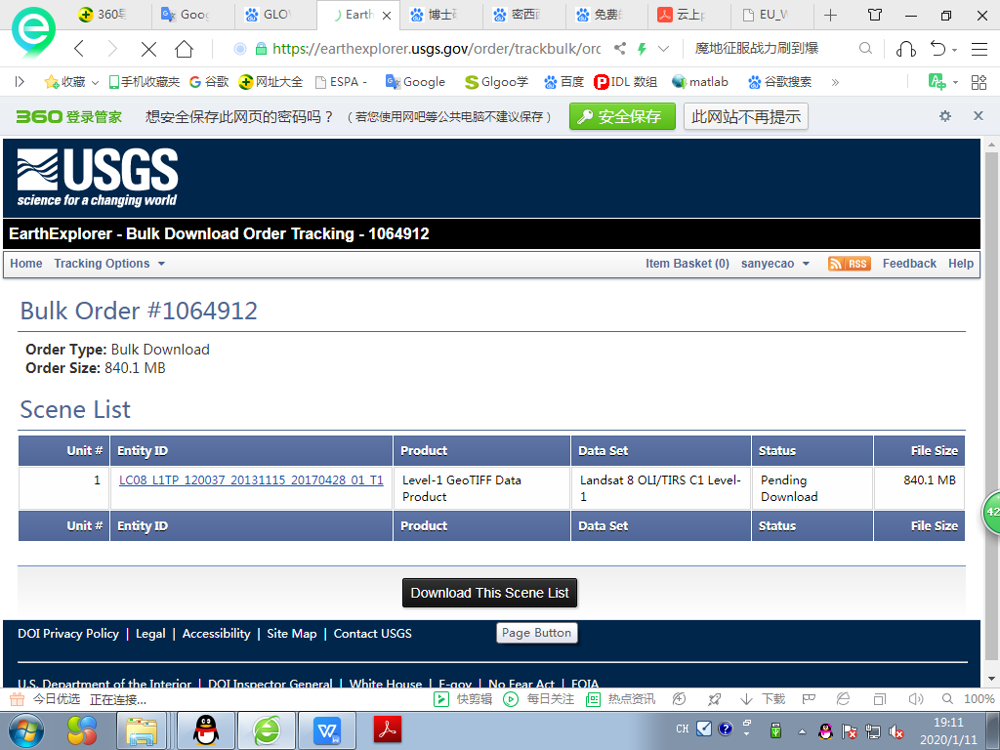 360号
Goog
GLO
Earth
博士
密西
免费
云上
EU_W
https://earthexplorer.usgs.gov/order/trackbulk/orc
魔地征服战力刷到爆
收藏 手机收藏夹 谷歌 网址大全 ESPA - Google Glgoo学 百度 IDL 数组 matlab 谷歌搜索 »
360 登录管家 想安全保存此网页的密码吗？（若您使用网吧等公共电脑不建议保存） 安全保存 此网站不再提示
USGS
science for a changing world
EarthExplorer - Bulk Download Order Tracking - 1064912
Home Tracking Options Item Basket (0) sanyecao RSS Feedback Help
Bulk Order #1064912
Order Type: Bulk Download
Order Size: 840.1 MB
Scene List
Unit # Entity ID Product Data Set Status File Size
1 LC08_L1TP_120037_20131115_20170428_01_T1 Level-1 GeoTIFF Data Product Landsat 8 OLI/TIRS C1 Level-1 Pending Download 840.1 MB
Unit # Entity ID Product Data Set Status File Size
42
Download This Scene List
DOI Privacy Policy | Legal | Accessibility | Site Map | Contact USGS
Page Button
U.S. Department of the Interior | DOI Inspector General | White House | E-gov | No Fear Act | FOIA
今日优选 正在连接... 快剪辑 每日关注 热点资讯 下载 100%
CH
19:11
2020/1/11